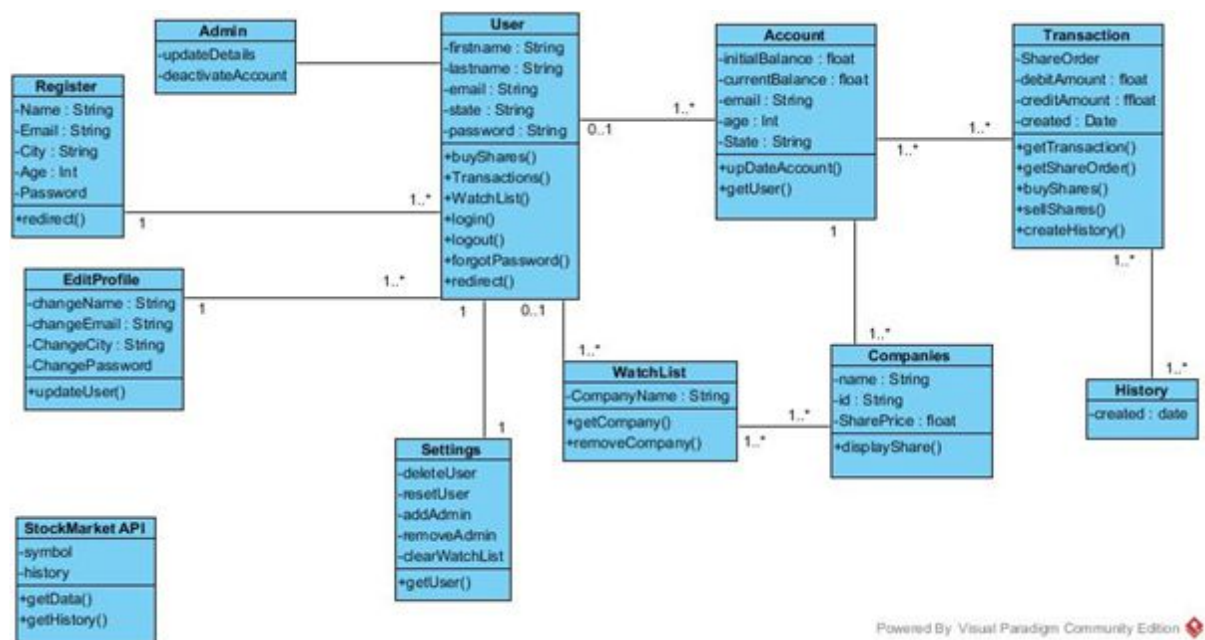 Admin
-updateDetails
-deactivateAccount
Register
-Name : String
-Email : String
-City : String
-Age : Int
-Password
+redirect()
User
-firstname : String
-lastname : String
-email : String
-state : String
-password : String
+buyShares()
+Transactions()
+WatchList()
+login()
+logout()
+forgotPassword()
+redirect()
Account
-initialBalance : float
-currentBalance : float
-email : String
-age : Int
-State : String
+upDateAccount()
+getUser()
Transaction
-ShareOrder
-debitAmount : float
-creditAmount : ffloat
-created : Date
+getTransaction()
+getShareOrder()
+buyShares()
+sellShares()
+createHistory()
0..1
1..*
1..*
1..*
1
1..*
EditProfile
-changeName : String
-changeEmail : String
-ChangeCity : String
-ChangePassword
+updateUser()
1
1..*
1
1
0..1
1..*
WatchList
-CompanyName : String
+getCompany()
+removeCompany()
1..*
1..*
1
1..*
Companies
-name : String
-id : String
-SharePrice : float
+displayShare()
1..*
1..*
History
-created : date
Settings
-deleteUser
-resetUser
-addAdmin
-removeAdmin
-clearWatchList
+getUser()
StockMarket API
-symbol
-history
+getData()
+getHistory()
Powered By Visual Paradigm Community Edition